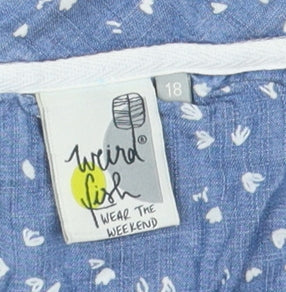 18
weird
fish
®
WEAR THE
WEEKEND